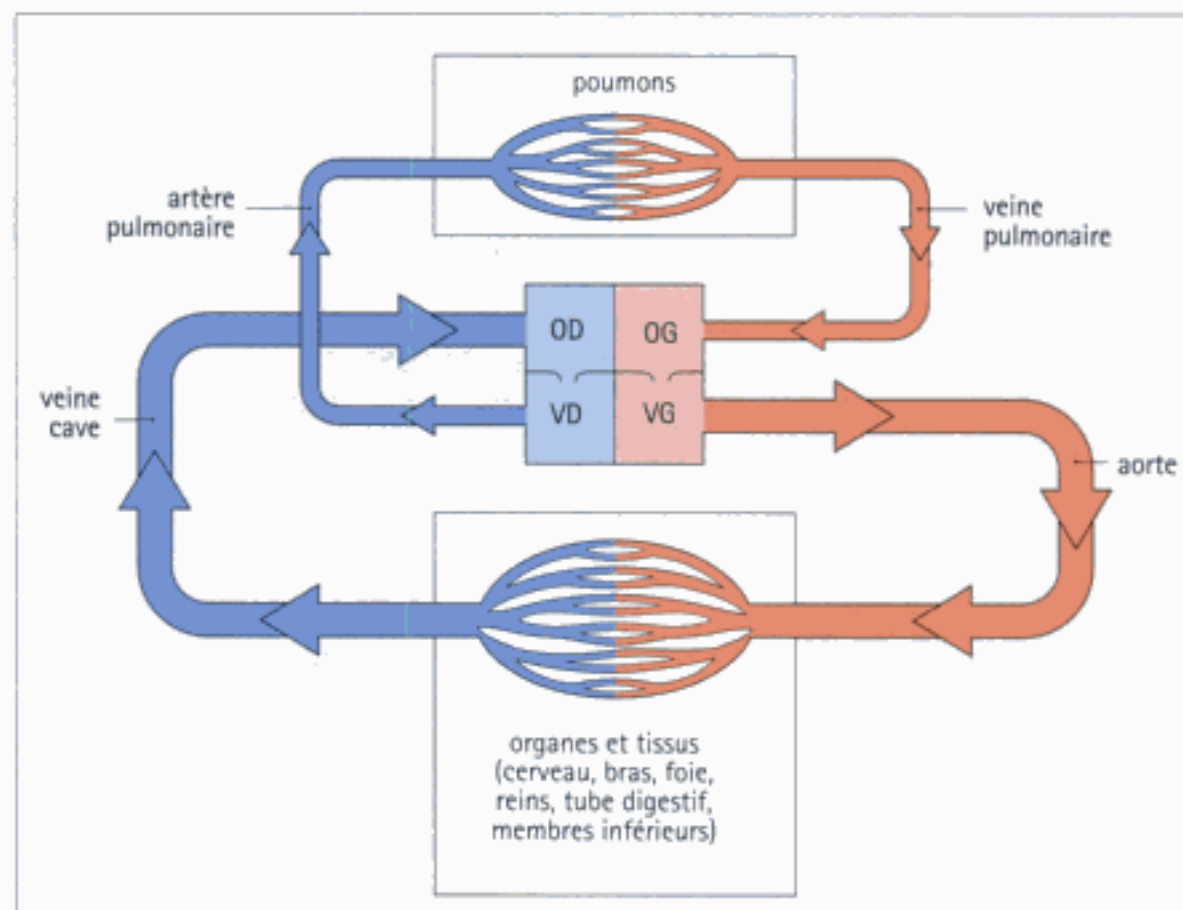 poumons
artère
pulmonaire
veine
pulmonaire
OD
OG
veine
cave
VD
VG
aorte
organes et tissus
(cerveau, bras, foie,
reins, tube digestif,
membres inférieurs)